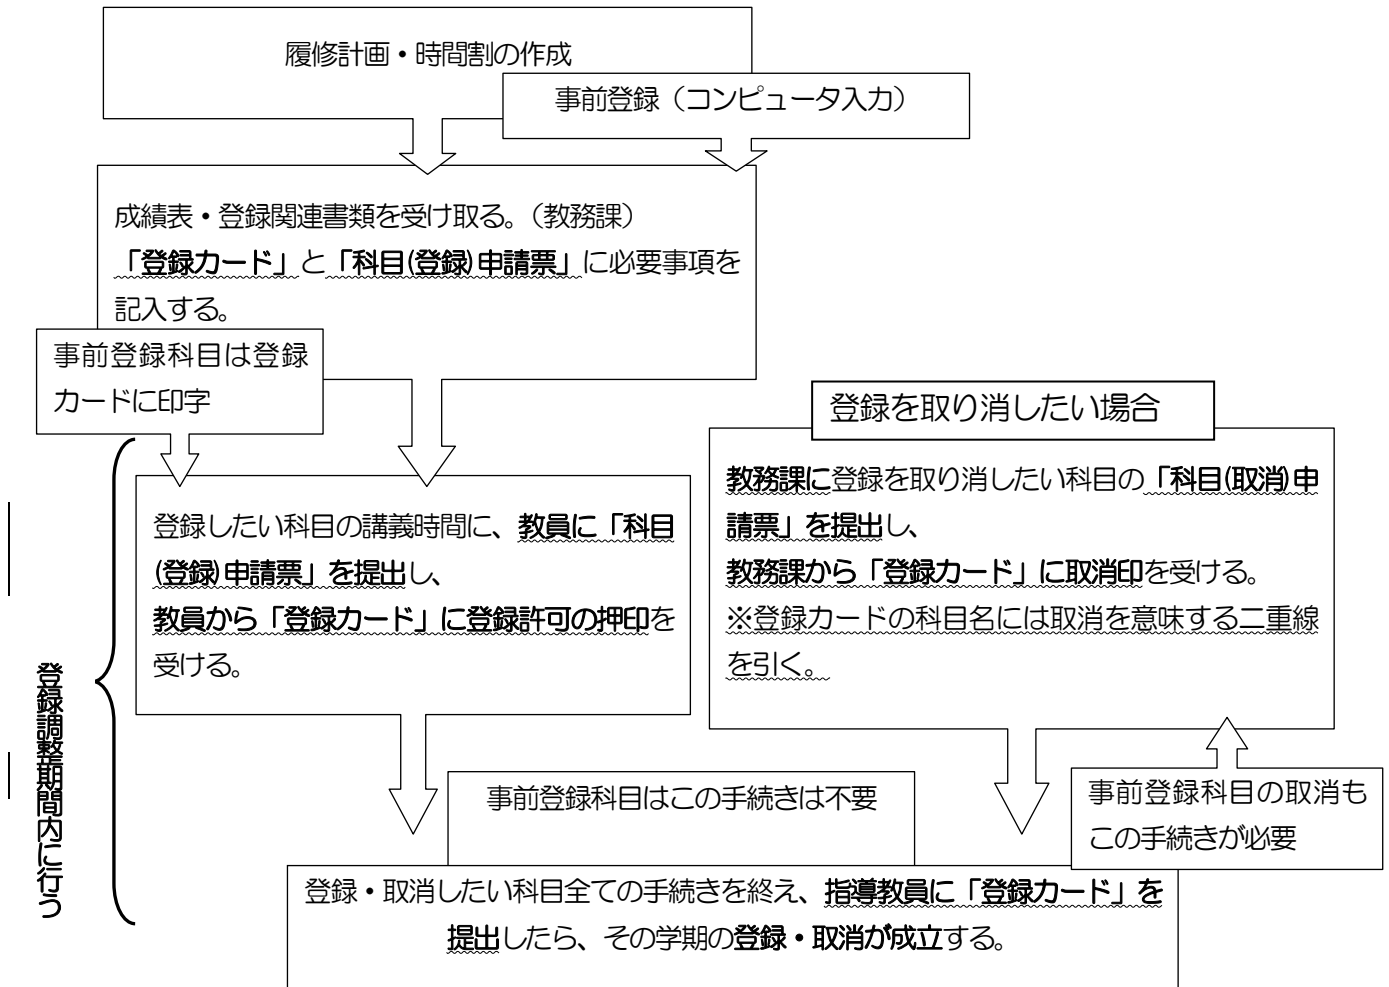 履修計画・時間割の作成
事前登録（コンピュータ入力）
成績表・登録関連書類を受け取る。（教務課）
「登録カード」と「科目(登録)申請票」に必要事項を
記入する。
事前登録科目は登録
カードに印字
登録を取り消したい場合
登録したい科目の講義時間に、教員に「科目
(登録)申請票」を提出し、
教員から「登録カード」に登録許可の押印を
受ける。
教務課に登録を取り消したい科目の「科目(取消)申
請票」を提出し、
教務課から「登録カード」に取消印を受ける。
※登録カードの科目名には取消を意味する二重線
を引く。
登録調整期間内に行う
事前登録科目はこの手続きは不要
事前登録科目の取消も
この手続きが必要
登録・取消したい科目全ての手続きを終え、指導教員に「登録カード」を
提出したら、その学期の登録・取消が成立する。